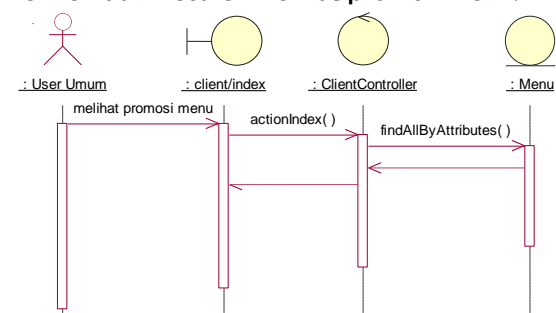 : User Umum
: client/index
: ClientController
: Menu
melihat promosi menu
actionIndex( )
findAllByAttributes( )